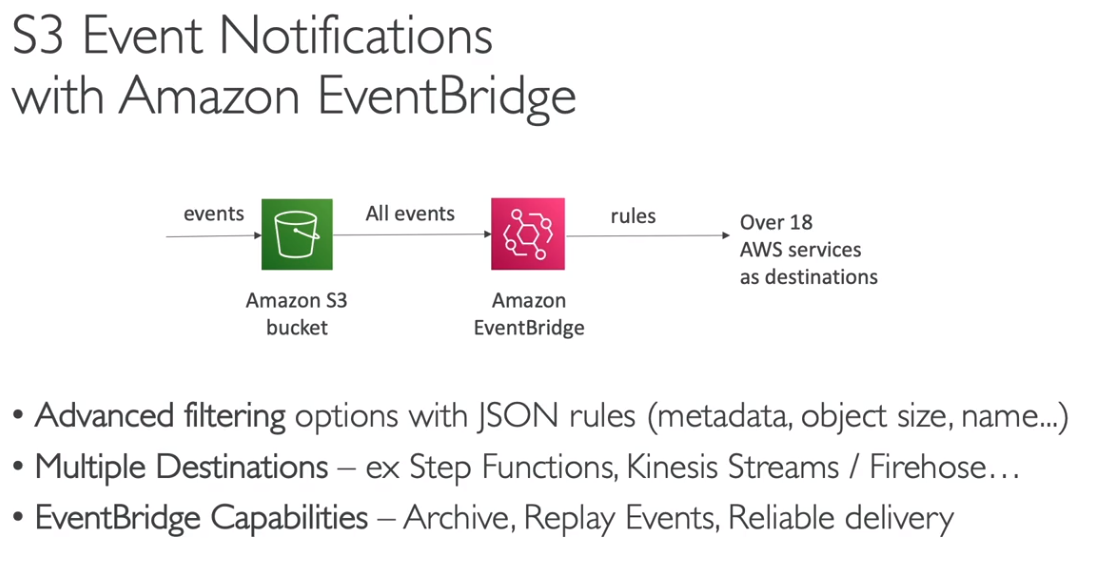 S3 Event Notifications
with Amazon EventBridge
events
All events
rules
Over 18
AWS services
as destinations
Amazon S3
bucket
Amazon
EventBridge
• Advanced filtering options with JSON rules (metadata, object size, name...)
• Multiple Destinations – ex Step Functions, Kinesis Streams / Firehose…
• EventBridge Capabilities – Archive, Replay Events, Reliable delivery